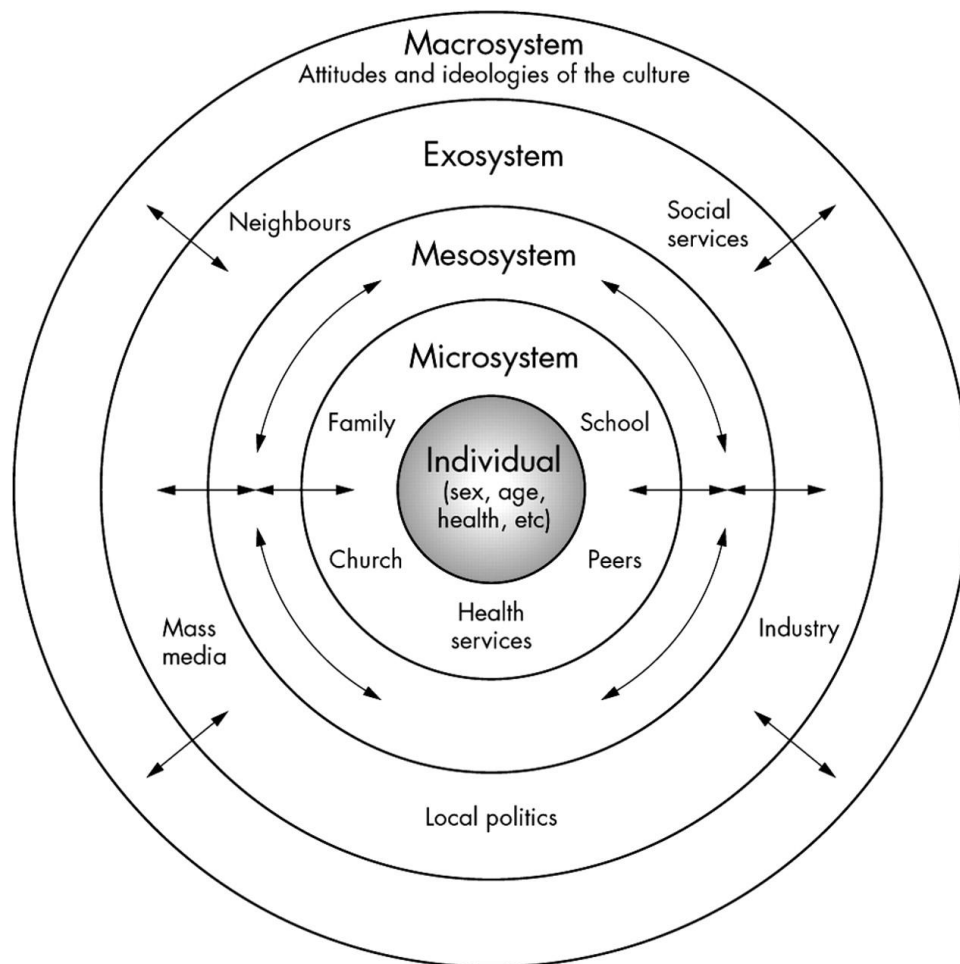 Macrosystem
Attitudes and ideologies of the culture
Exosystem
Neighbours
Social
services
Mesosystem
Microsystem
Family
School
Individual
(sex, age,
health, etc)
Church
Peers
Health
services
Mass
media
Industry
Local politics